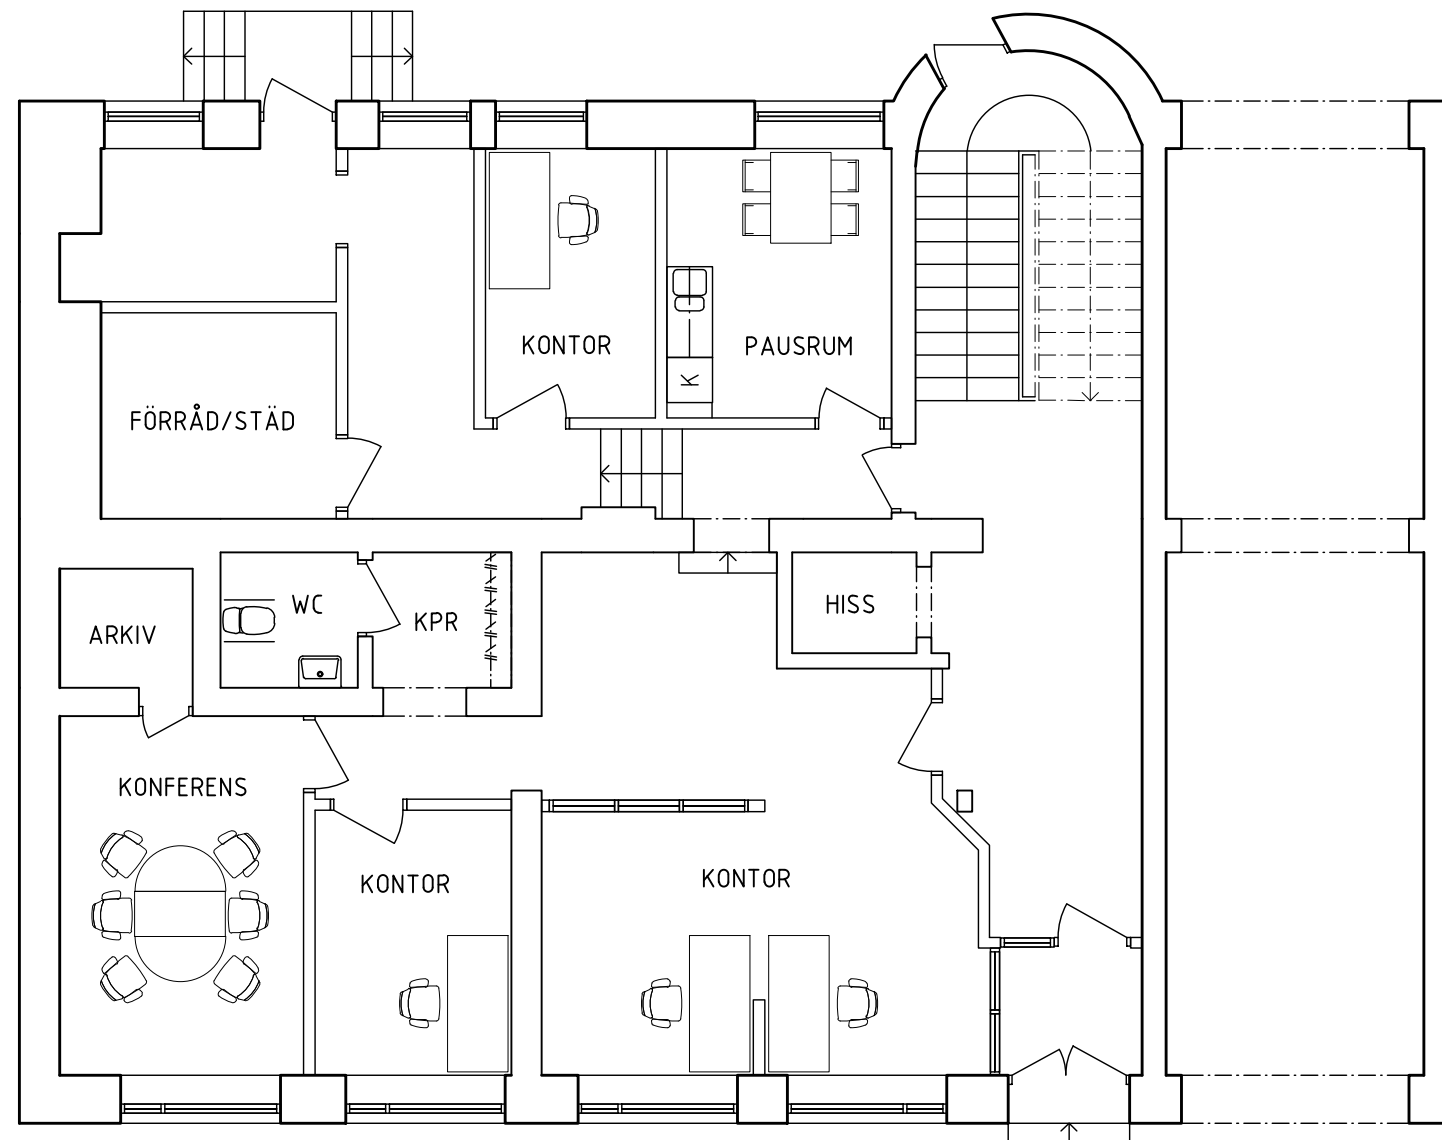 KONTOR
PAUSRUM
K
FÖRRÅD/STÄD
WC
HISS
KPR
ARKIV
KONFERENS
KONTOR
KONTOR